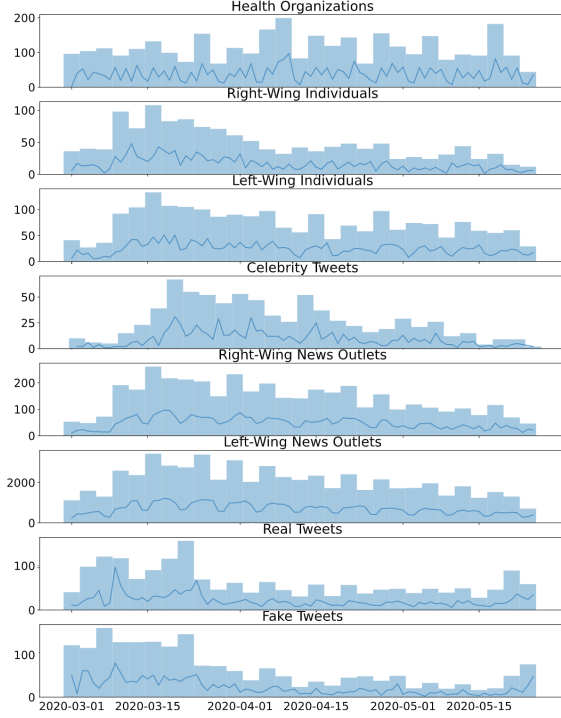 Health Organizations
200
100
0
Right-Wing Individuals
100
50
0
Left-Wing Individuals
100
50
0
Celebrity Tweets
50
25
0
Right-Wing News Outlets
200
100
0
Left-Wing News Outlets
2000
0
Real Tweets
100
0
Fake Tweets
100
0
2020-03-01 2020-03-15 2020-04-01 2020-04-15 2020-05-01 2020-05-15